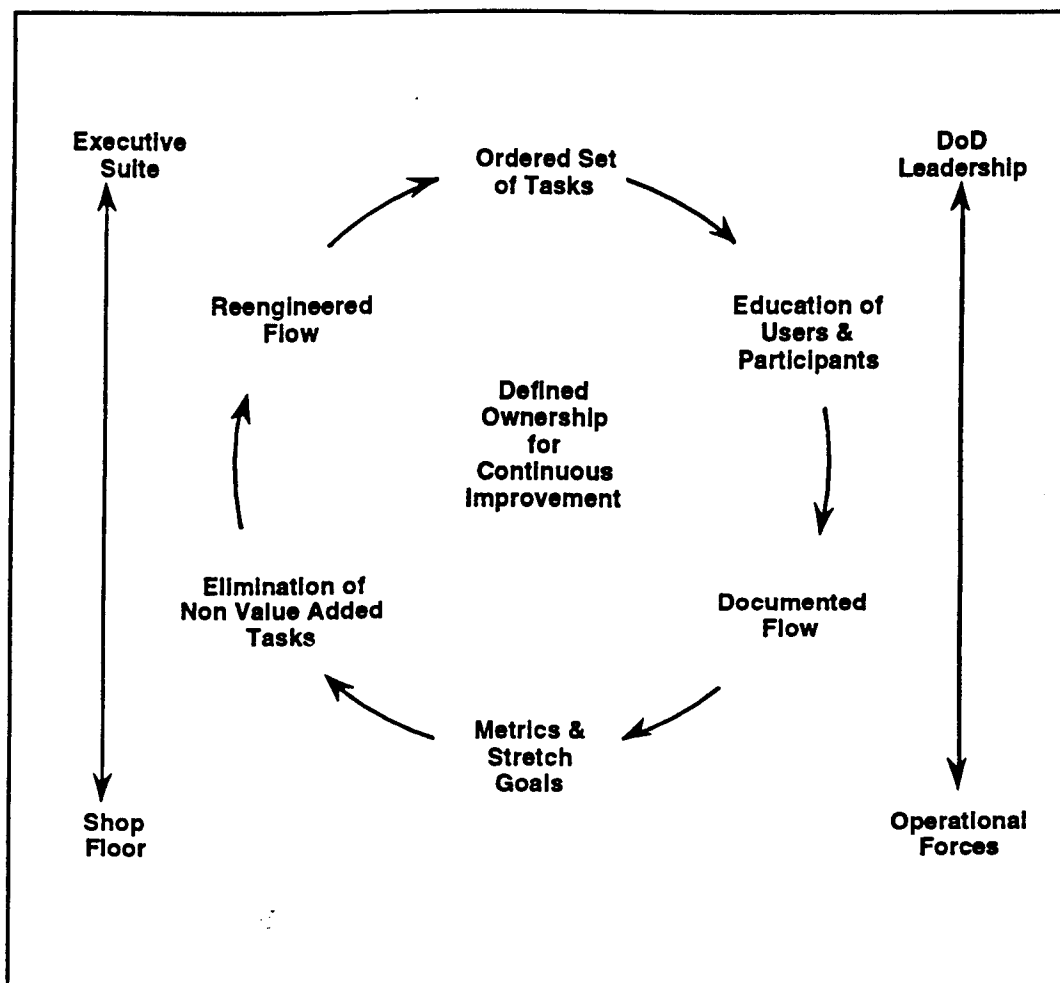 Executive
Suite
Ordered Set
of Tasks
DoD
Leadership
Reengineered
Flow
Education of
Users &
Participants
Defined
Ownership
for
Continuous
Improvement
Elimination of
Non Value Added
Tasks
Documented
Flow
Metrics &
Stretch
Goals
Shop
Floor
Operational
Forces